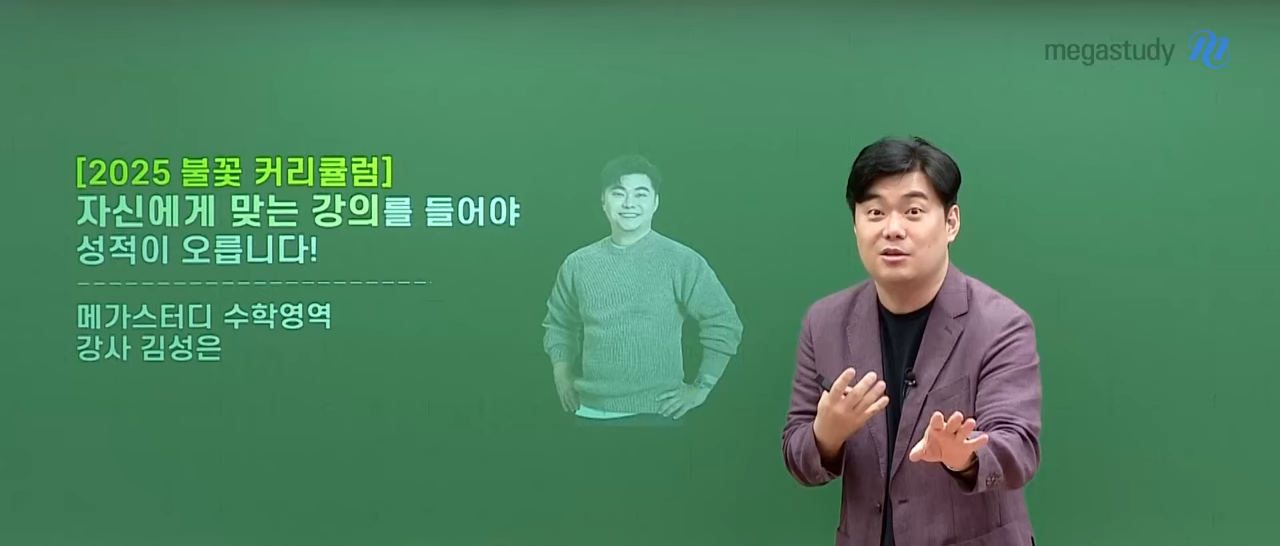 megastudy
[2025 불꽃 커리큘럼]
자신에게 맞는 강의를 들어야
성적이 오릅니다!
메가스터디 수학영역
강사 김성은